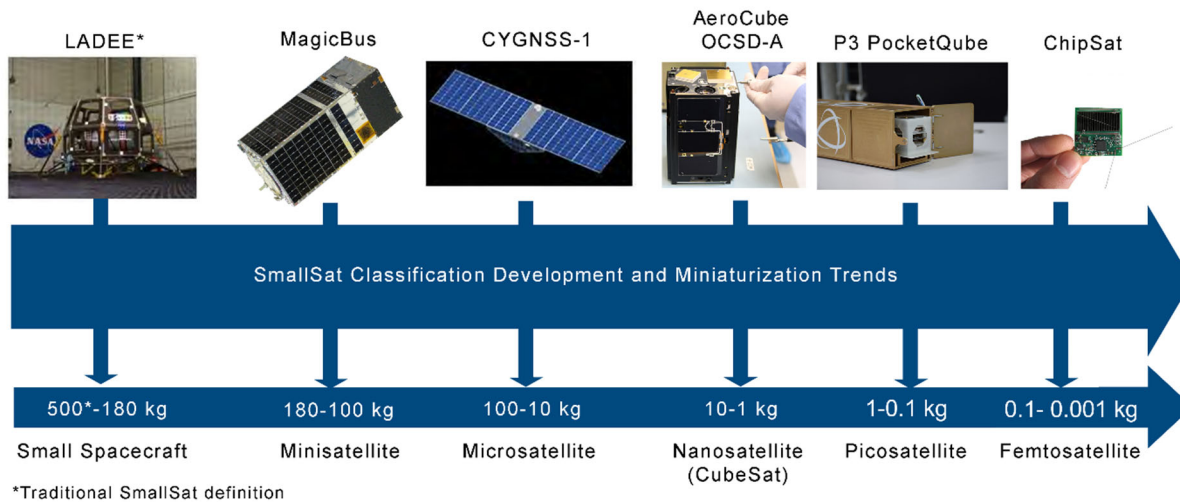 LADEE*
MagicBus
CYGNSS-1
AeroCube
OCSD-A
P3 PocketQube
ChipSat
NASA
SmallSat Classification Development and Miniaturization Trends
500*-180 kg
180-100 kg
100-10 kg
10-1 kg
1-0.1 kg
0.1- 0.001 kg
Small Spacecraft
Minisatellite
Microsatellite
Nanosatellite
(CubeSat)
Picosatellite
Femtosatellite
*Traditional SmallSat definition